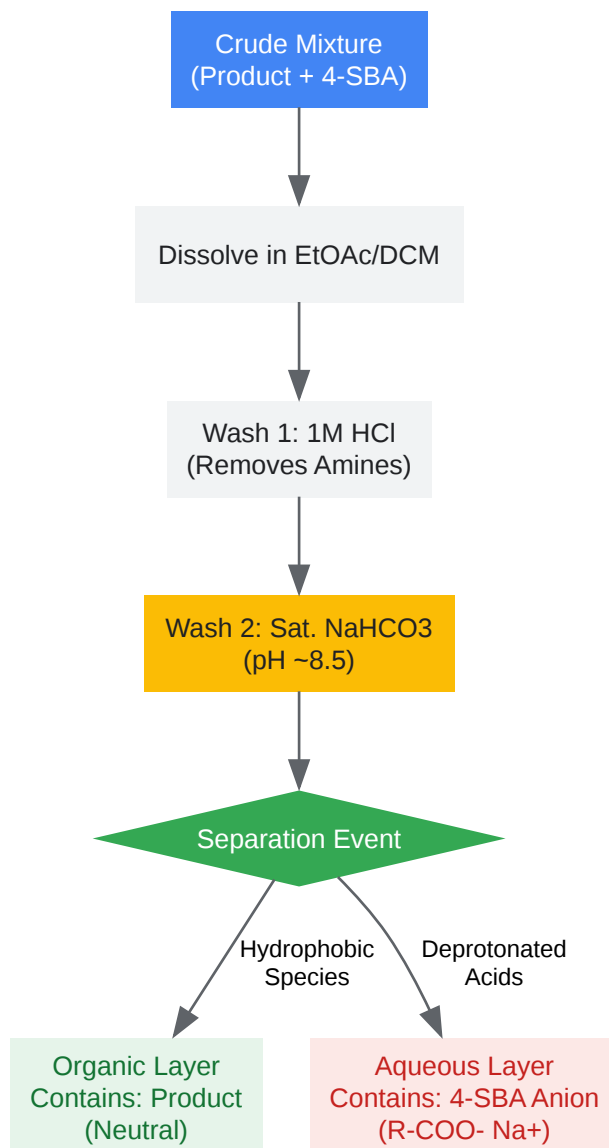 Crude Mixture
(Product + 4-SBA)
Dissolve in EtOAc/DCM
Wash 1: 1M HCl
(Removes Amines)
Wash 2: Sat. NaHCO3
(pH ~8.5)
Separation Event
Hydrophobic
Species
Deprotonated
Acids
Organic Layer
Contains: Product
(Neutral)
Aqueous Layer
Contains: 4-SBA Anion
(R-COO- Na+)